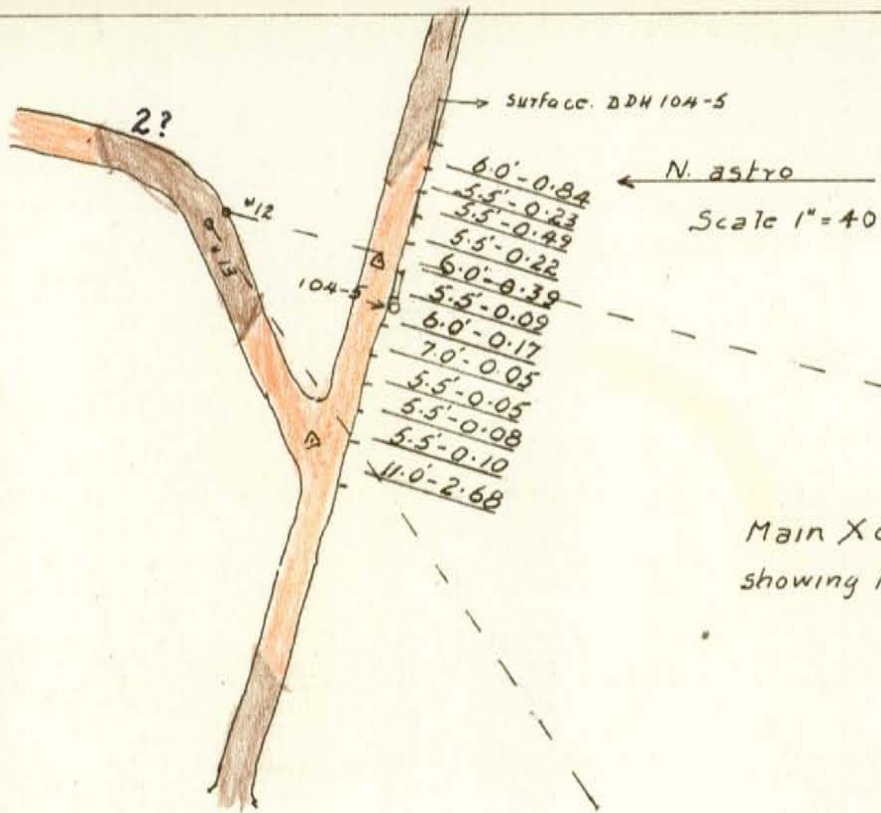 surface. DDH 104-5
2?
N. astro
Scale 1" = 40
#12
#13
104-5
6.0' - 0.84
5.5' - 0.23
5.5' - 0.49
5.5' - 0.22
6.0' - 0.39
5.5' - 0.09
6.0' - 0.17
7.0' - 0.05
5.5' - 0.05
5.5' - 0.08
5.5' - 0.10
11.0' - 2.68
Main X
showing